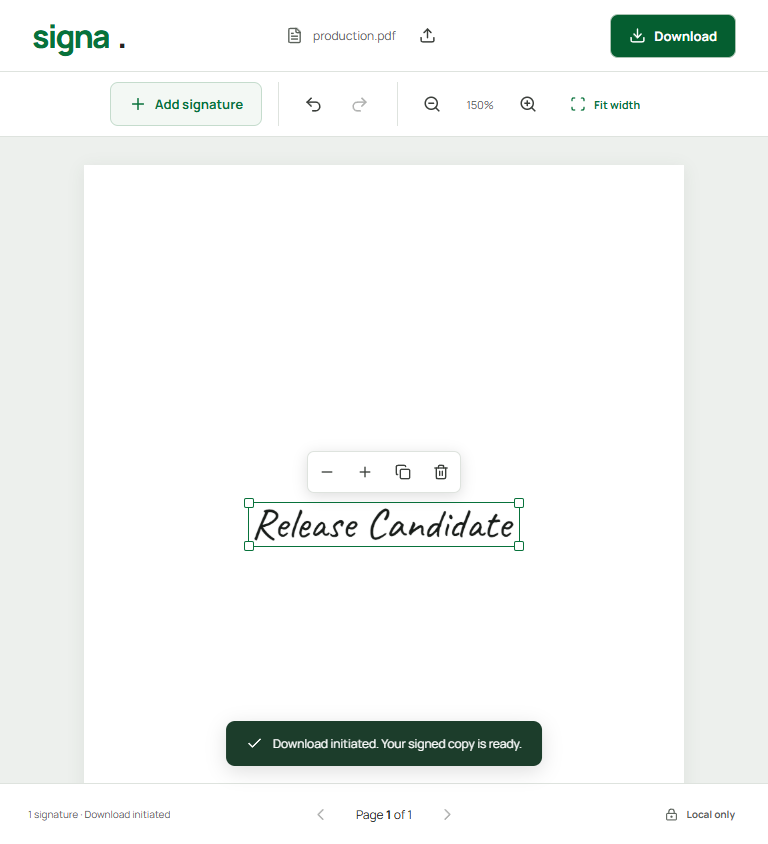 signa .
production.pdf
Download
Add signature
150%
Fit width
Release Candidate
Download initiated. Your signed copy is ready.
1 signature · Download initiated
Page 1 of 1
Local only